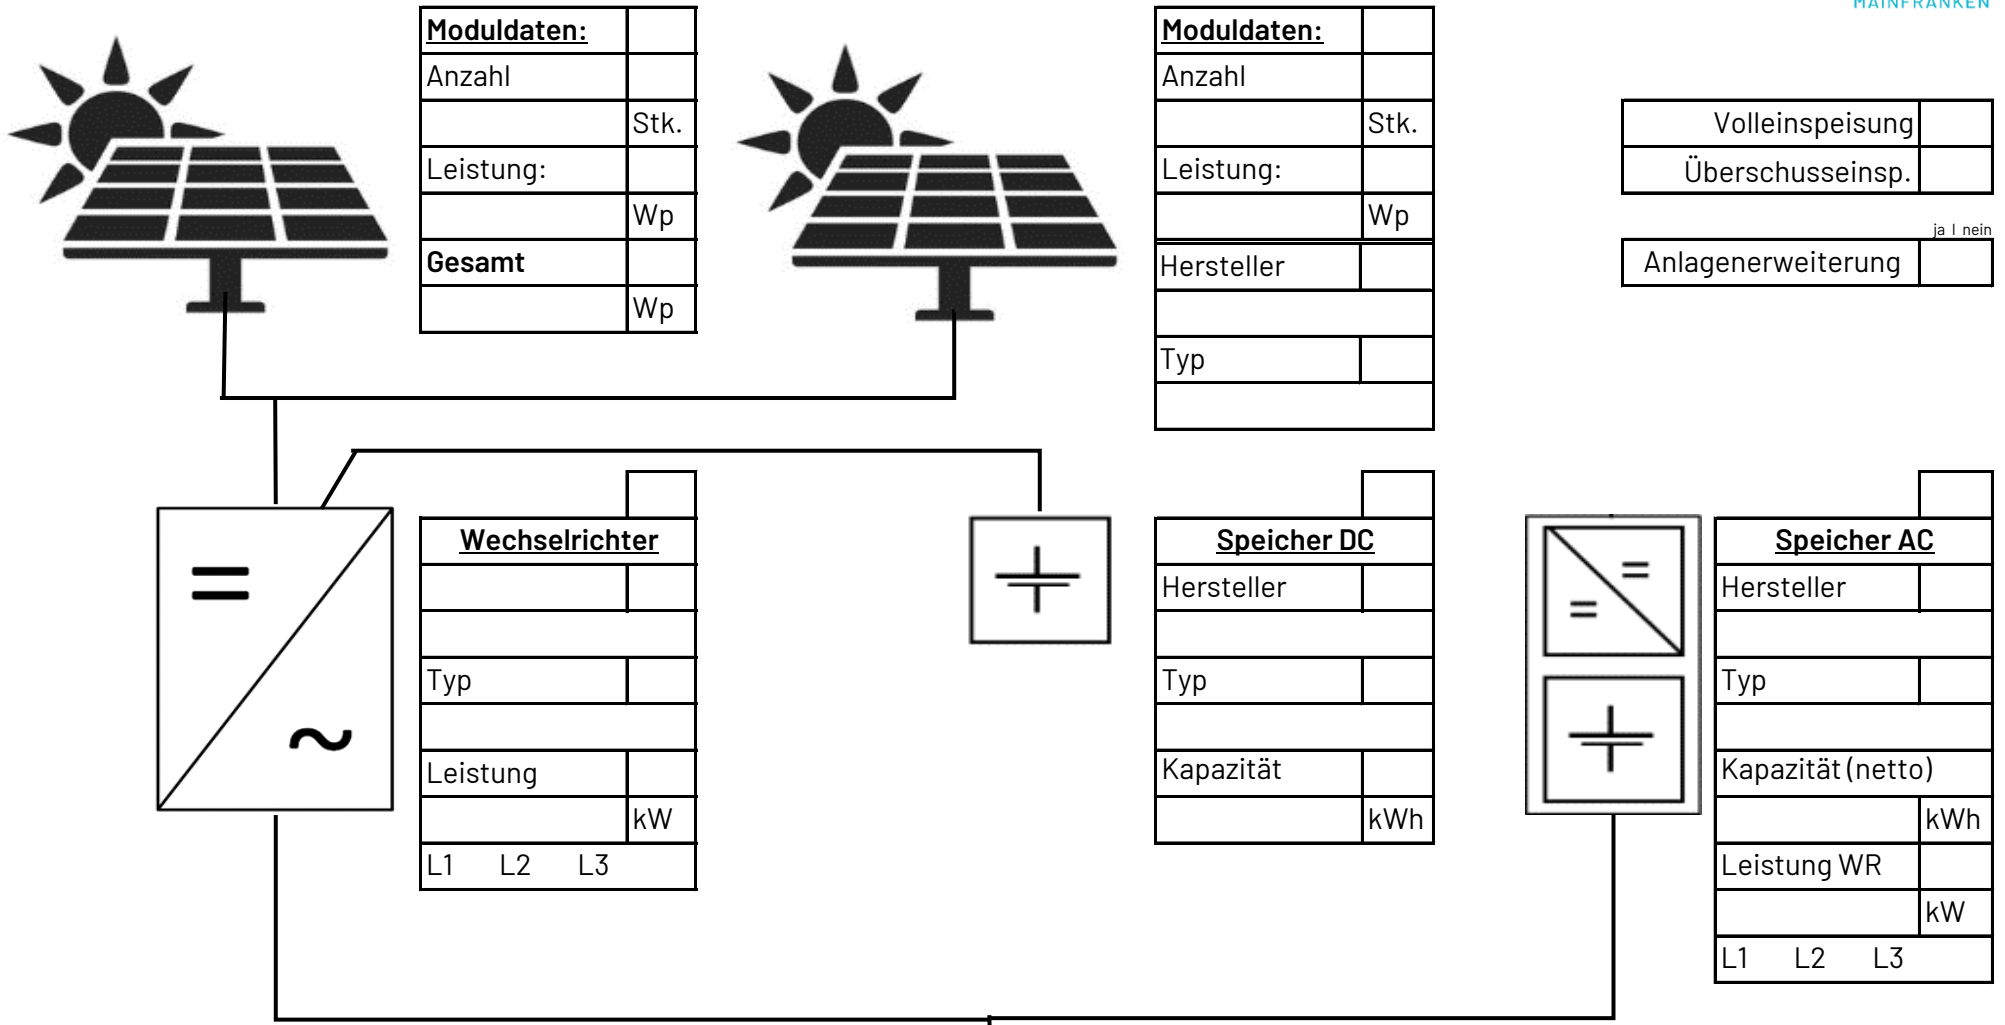 MAINFRANKEN
Moduldaten:
Anzahl
Stk.
Leistung:
Wp
Gesamt
Wp
Moduldaten:
Anzahl
Stk.
Leistung:
Wp
Hersteller
Typ
Volleinspeisung
Überschusseinsp.
ja I nein
Anlagenerweiterung
Wechselrichter
Typ
Leistung
kW
L1 L2 L3
Speicher DC
Hersteller
Typ
Kapazität
kWh
Speicher AC
Hersteller
Typ
Kapazität (netto)
kWh
Leistung WR
kW
L1 L2 L3